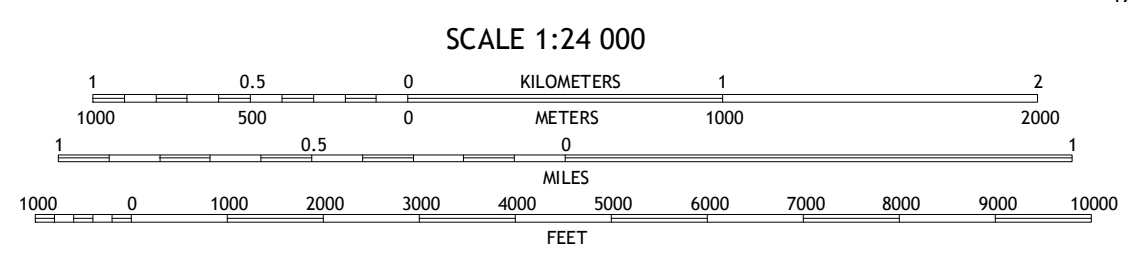 SCALE 1:24 000
1 0.5 0 KILOMETERS 1 2
1000 500 0 METERS 1000 2000
1 0.5 0 1
MILES
1000 0 1000 2000 3000 4000 5000 6000 7000 8000 9000 10000
FEET